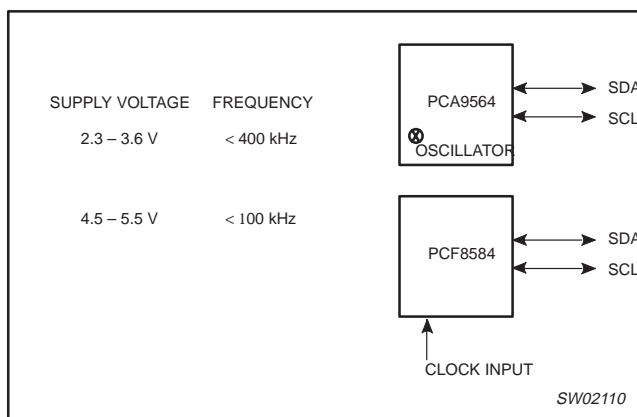 SUPPLY VOLTAGE FREQUENCY
2.3 – 3.6 V < 400 kHz
4.5 – 5.5 V < 100 kHz
PCA9564
OSCILLATOR
SDA
SCL
PCF8584
SDA
SCL
CLOCK INPUT
SW02110